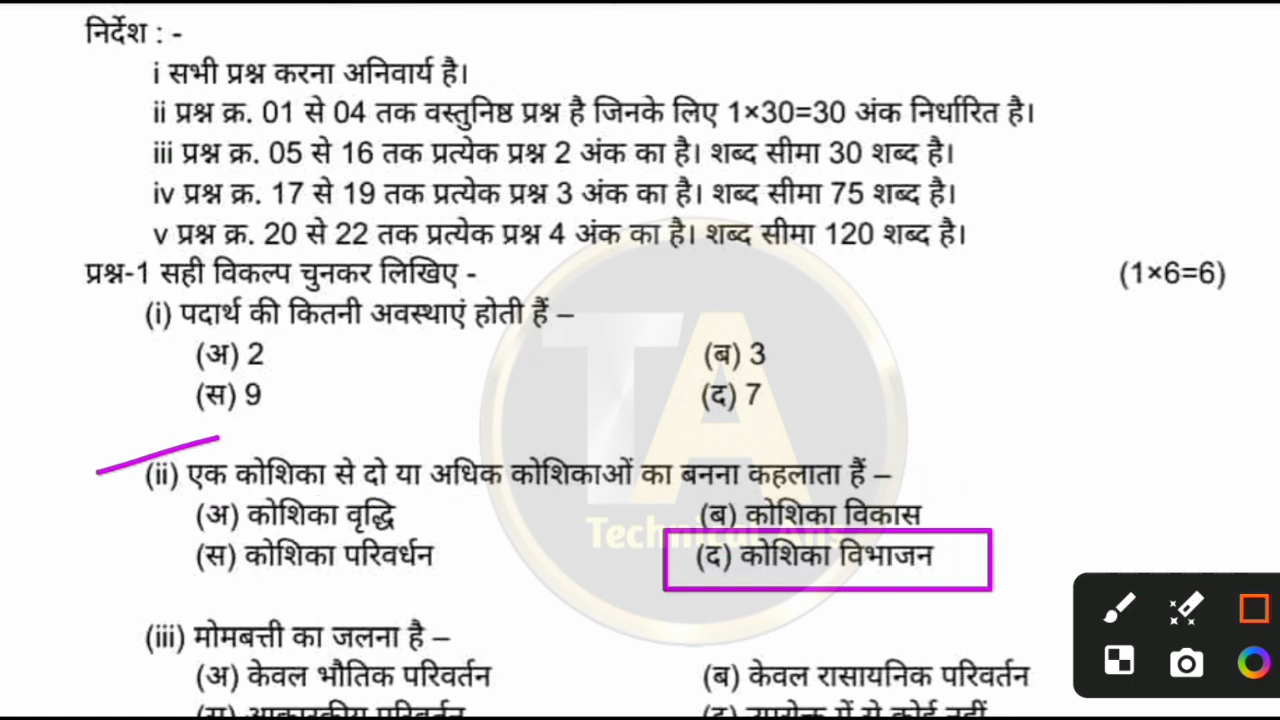 निर्देश : -
i सभी प्रश्न करना अनिवार्य है।
ii प्रश्न क्र. 01 से 04 तक वस्तुनिष्ठ प्रश्न है जिनके लिए 1×30=30 अंक निर्धारित है।
iii प्रश्न क्र. 05 से 16 तक प्रत्येक प्रश्न 2 अंक का है। शब्द सीमा 30 शब्द है।
iv प्रश्न क्र. 17 से 19 तक प्रत्येक प्रश्न 3 अंक का है। शब्द सीमा 75 शब्द है।
v प्रश्न क्र. 20 से 22 तक प्रत्येक प्रश्न 4 अंक का है। शब्द सीमा 120 शब्द है।
प्रश्न-1 सही विकल्प चुनकर लिखिए - (1×6=6)
(i) पदार्थ की कितनी अवस्थाएं होती हैं –
(अ) 2 (ब) 3
(स) 9 (द) 7
TA
(ii) एक कोशिका से दो या अधिक कोशिकाओं का बनना कहलाता हैं –
(अ) कोशिका वृद्धि (ब) कोशिका विकास
Technical Ans
(स) कोशिका परिवर्धन (द) कोशिका विभाजन
(iii) मोमबत्ती का जलना है –
(अ) केवल भौतिक परिवर्तन (ब) केवल रासायनिक परिवर्तन